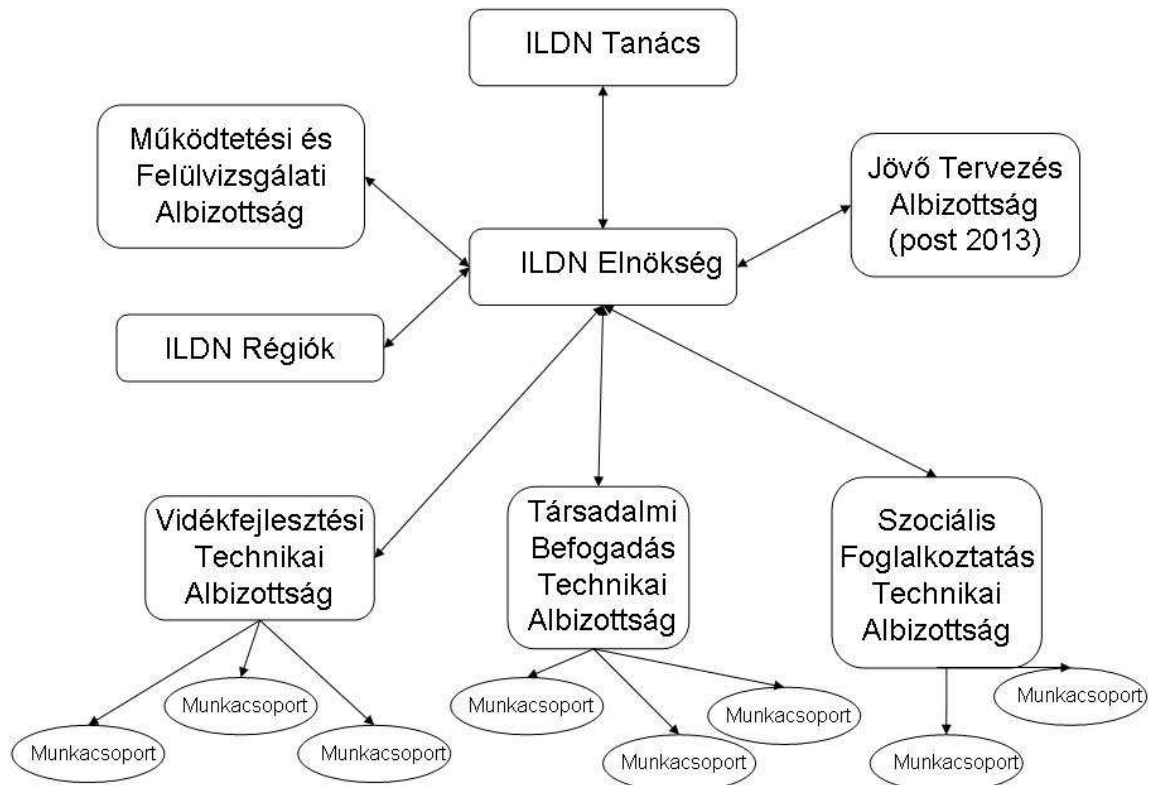 ILDN Tanács
Működtetési és
Felülvizsgálati
Albizottság
Jövő Tervezés
Albizottság
(post 2013)
ILDN Elnökség
ILDN Régiók
Vidékfejlesztési
Technikai
Albizottság
Társadalmi
Befogadás
Technikai
Albizottság
Szociális
Foglalkoztatás
Technikai
Albizottság
Munkacsoport
Munkacsoport
Munkacsoport
Munkacsoport
Munkacsoport
Munkacsoport
Munkacsoport
Munkacsoport